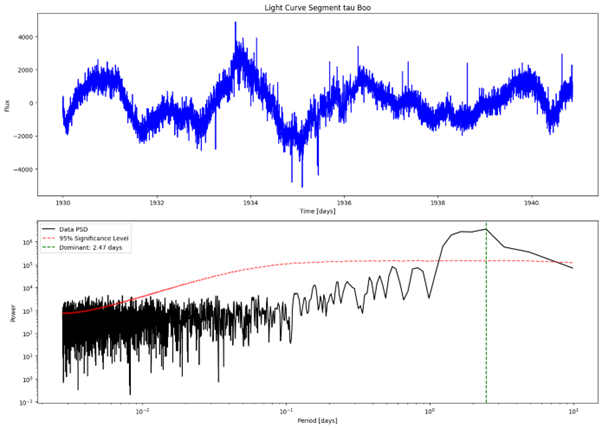 Light Curve Segment tau Boo
Flux
4000
2000
0
−2000
−4000
1930 1932 1934 1936 1938 1940
Time [days]
Data PSD
95% Significance Level
Dominant: 2.47 days
Power
10⁶
10⁵
10⁴
10³
10²
10¹
10⁰
10⁻¹
10⁻² 10⁻¹ 10⁰ 10¹
Period [days]